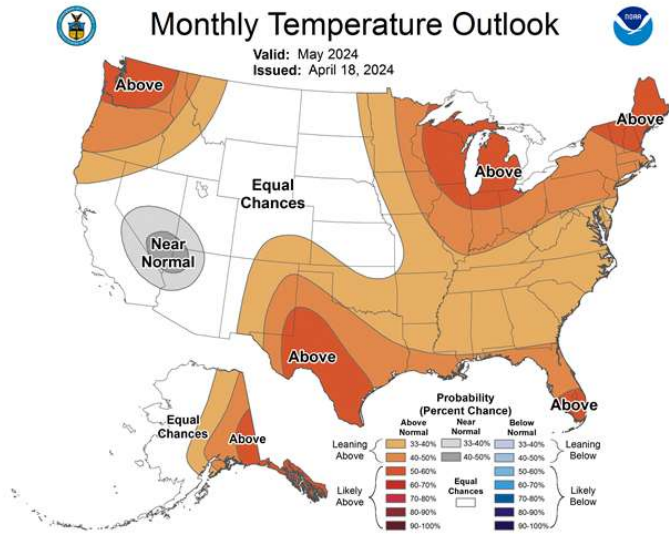 Monthly Temperature Outlook
Valid: May 2024
Issued: April 18, 2024
NOAA
Above
Above
Above
Equal
Chances
Near
Normal
Above
Above
Equal
Chances
Above
Probability
(Percent Chance)
Above Normal
Near Normal
Below Normal
Leaning Above
33-40%
33-40%
33-40%
Leaning Below
40-50%
40-50%
40-50%
50-60%
50-60%
Likely Above
60-70%
Equal Chances
60-70%
Likely Below
70-80%
70-80%
80-90%
80-90%
90-100%
90-100%